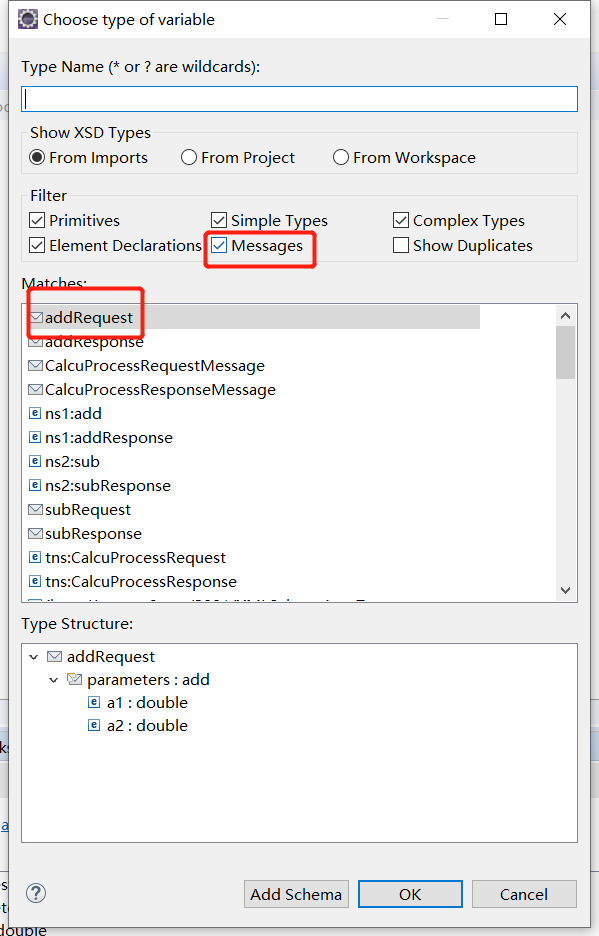 Choose type of variable
Type Name (* or ? are wildcards):
Show XSD Types
From Imports From Project From Workspace
Filter
Primitives Simple Types Complex Types
Element Declarations Messages Show Duplicates
Matches:
addRequest
addResponse
CalcuProcessRequestMessage
CalcuProcessResponseMessage
e ns1:add
e ns1:addResponse
e ns2:sub
e ns2:subResponse
subRequest
subResponse
e tns:CalcuProcessRequest
e tns:CalcuProcessResponse
Type Structure:
addRequest
parameters : add
e a1 : double
e a2 : double
? Add Schema OK Cancel
double